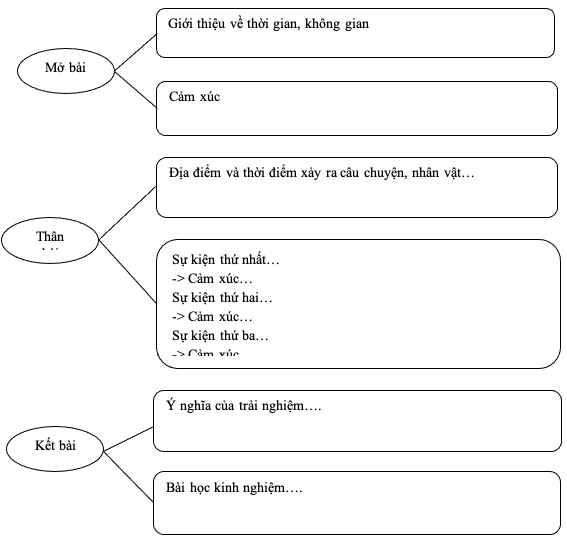 Giới thiệu về thời gian, không gian
Mở bài
Cảm xúc
Địa điểm và thời điểm xảy ra câu chuyện, nhân vật…
Thân
Sự kiện thứ nhất…
-> Cảm xúc…
Sự kiện thứ hai…
-> Cảm xúc…
Sự kiện thứ ba…
-> Cảm xúc
Ý nghĩa của trải nghiệm….
Kết bài
Bài học kinh nghiệm….